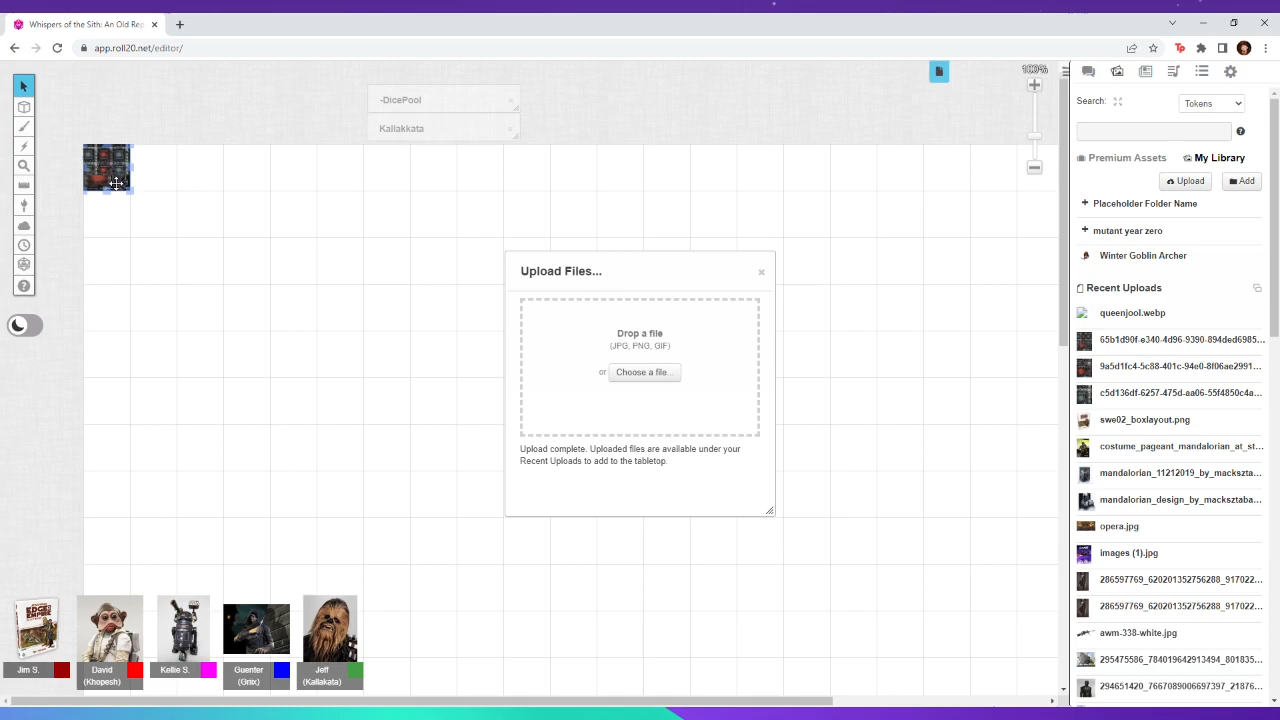 Whispers of the Sith: An Old Rep
app.roll20.net/editor/
-DicePool
Kallakkata
100%
Search:
Tokens
Premium Assets
My Library
Upload
Add
Placeholder Folder Name
mutant year zero
Winter Goblin Archer
Recent Uploads
queenjool.webp
65b1d90f-e340-4d96-9390-894ded6985...
9a5d1fc4-5c88-401c-94e0-8f06ae2991...
c5d136df-6257-475d-aa06-55f4850c4a...
swe02_boxlayout.png
costume_pageant_mandalorian_at_st...
mandalorian_11212019_by_mackszta...
mandalorian_design_by_macksztaba...
opera.jpg
images (1).jpg
286597769_620201352756288_917022...
286597769_620201352756288_917022...
awm-338-white.jpg
295475586_784019642913494_801835...
294651420_7667089006697397_21876...
Upload Files...
Drop a file
(JPG, PNG, GIF)
or Choose a file...
Upload complete. Uploaded files are available under your
Recent Uploads to add to the tabletop.
EDGE
EMPIRE
Jim S.
David
(Khopesh)
Kellie S.
Guenter
(Grix)
Jeff
(Kallakata)